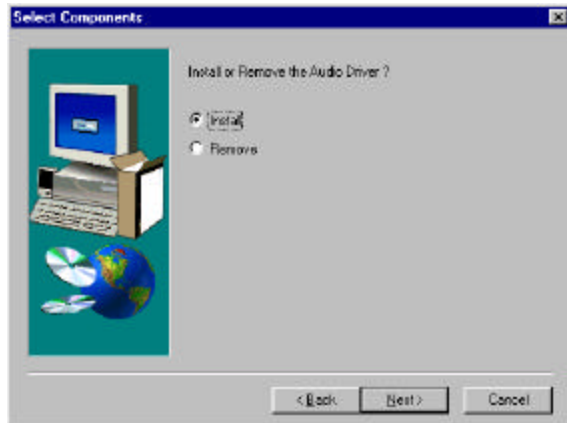 Select Components
Install or Remove the Audio Driver ?
Install
Remove
< Back
Next >
Cancel